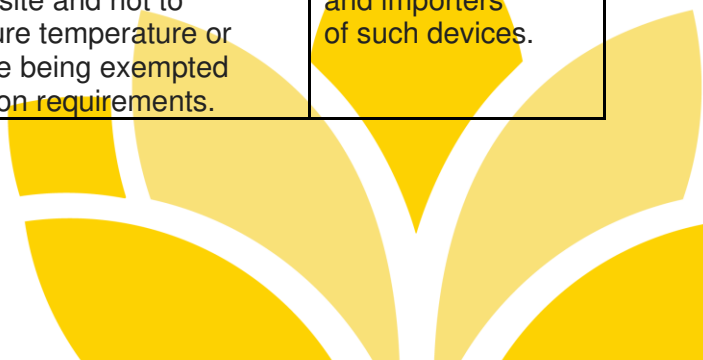 site and not to
ure temperature or
e being exempted
on requirements.
and importers
of such devices.